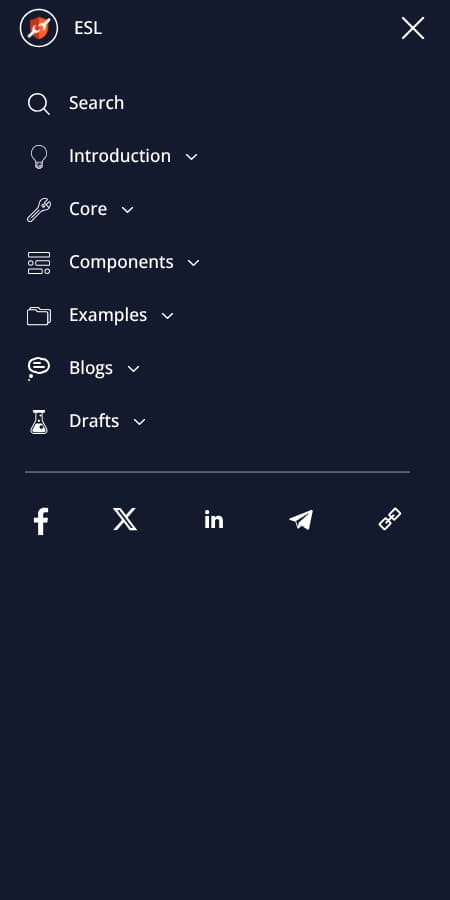 ESL
Search
Introduction
Core
Components
Examples
Blogs
Drafts